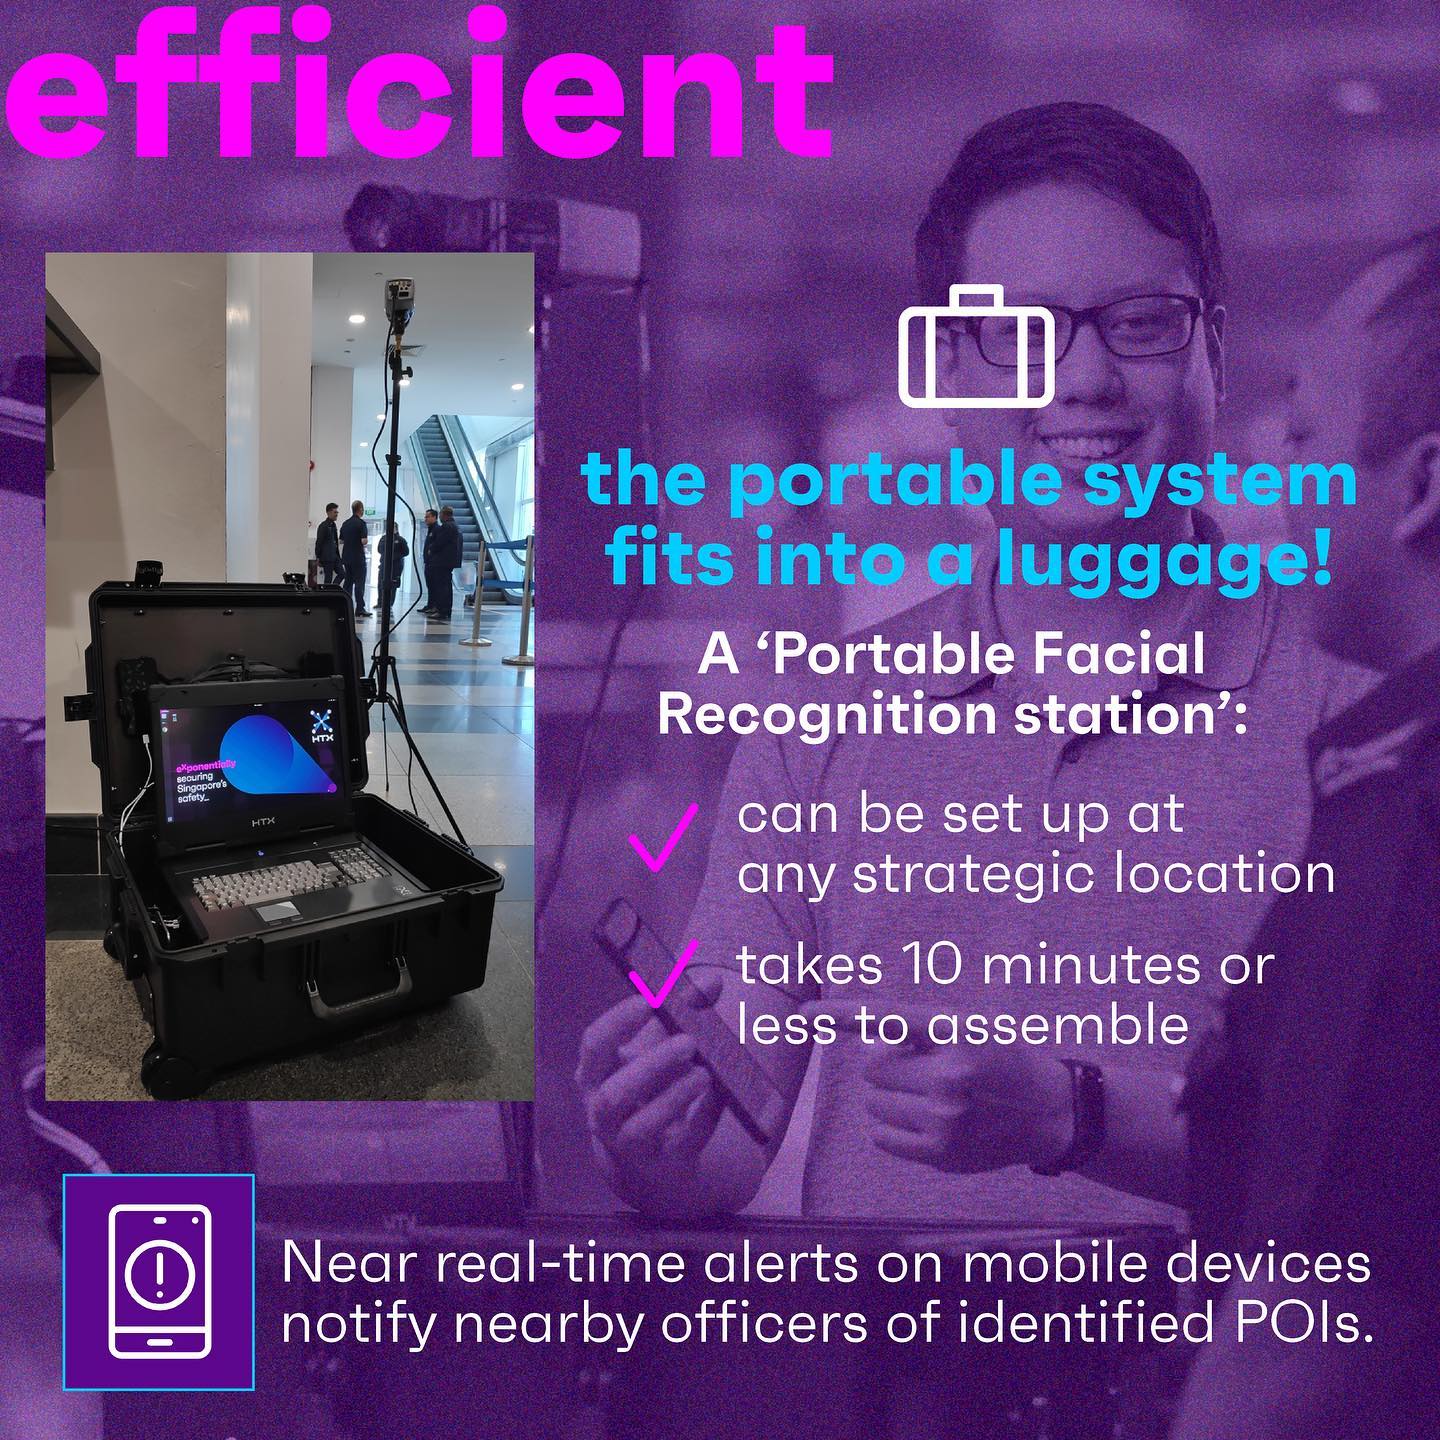 efficient
the portable system
fits into a luggage!
A ‘Portable Facial
Recognition station’:
can be set up at
any strategic location
takes 10 minutes or
less to assemble
HTX
exponentially
securing
Singapore's
safety_
HTX
Near real-time alerts on mobile devices
notify nearby officers of identified POIs.